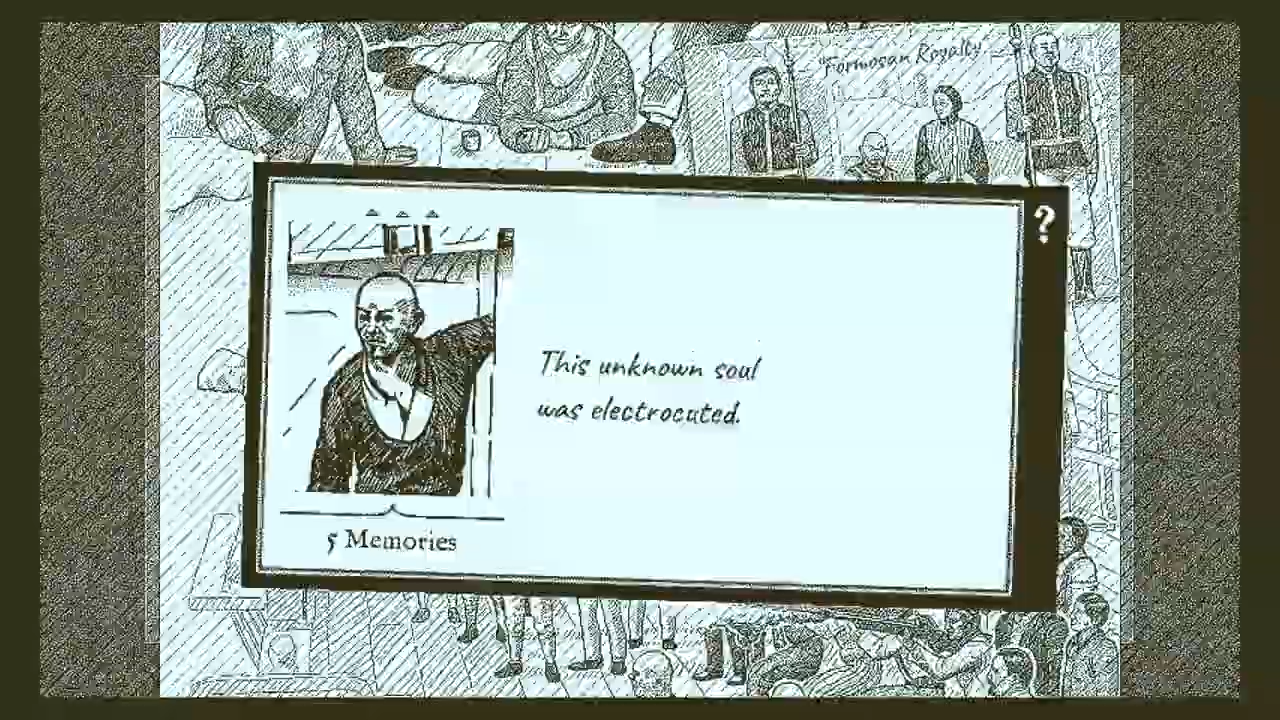 "Formosan Royalty"
?
This unknown soul
was electrocuted.
5 Memories